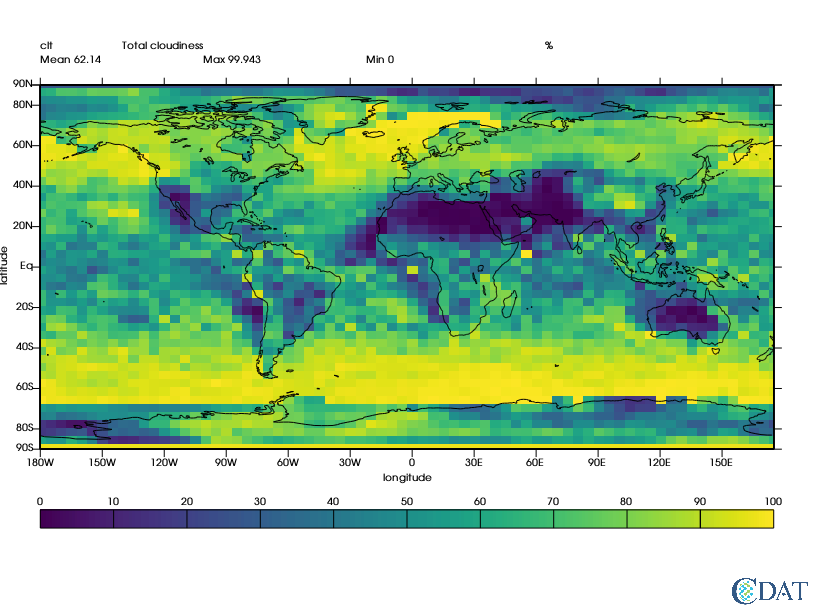 clt Total cloudiness %
Mean 62.14 Max 99.943 Min 0
90N
80N
60N
40N
20N
Eq
20S
40S
60S
80S
90S
latitude
180W 150W 120W 90W 60W 30W 0 30E 60E 90E 120E 150E
longitude
0 10 20 30 40 50 60 70 80 90 100
CDAT